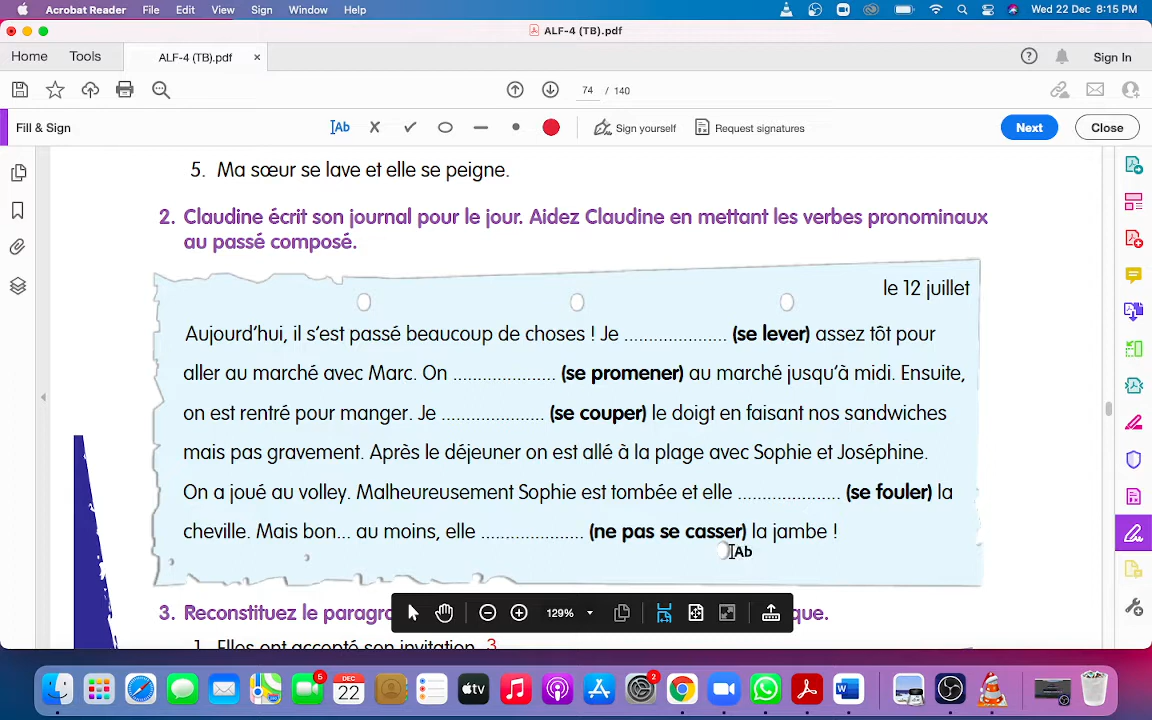 Acrobat Reader File Edit View Sign Window Help Wed 22 Dec 8:15 PM
ALF-4 (TB).pdf
Home Tools ALF-4 (TB).pdf × Sign In
74 / 140
Fill & Sign Ab Sign yourself Request signatures Next Close
5. Ma sœur se lave et elle se peigne.
2. Claudine écrit son journal pour le jour. Aidez Claudine en mettant les verbes pronominaux
au passé composé.
le 12 juillet
Aujourd'hui, il s'est passé beaucoup de choses ! Je .................... (se lever) assez tôt pour
aller au marché avec Marc. On .................... (se promener) au marché jusqu'à midi. Ensuite,
on est rentré pour manger. Je .................... (se couper) le doigt en faisant nos sandwiches
mais pas gravement. Après le déjeuner on est allé à la plage avec Sophie et Joséphine.
On a joué au volley. Malheureusement Sophie est tombée et elle .................... (se fouler) la
cheville. Mais bon... au moins, elle .................... (ne pas se casser) la jambe !
Ab
3. Reconstituez le paragra que.
129%
1. Elles ont accepté son invitation. 3
5 DEC 22 tv 2 W